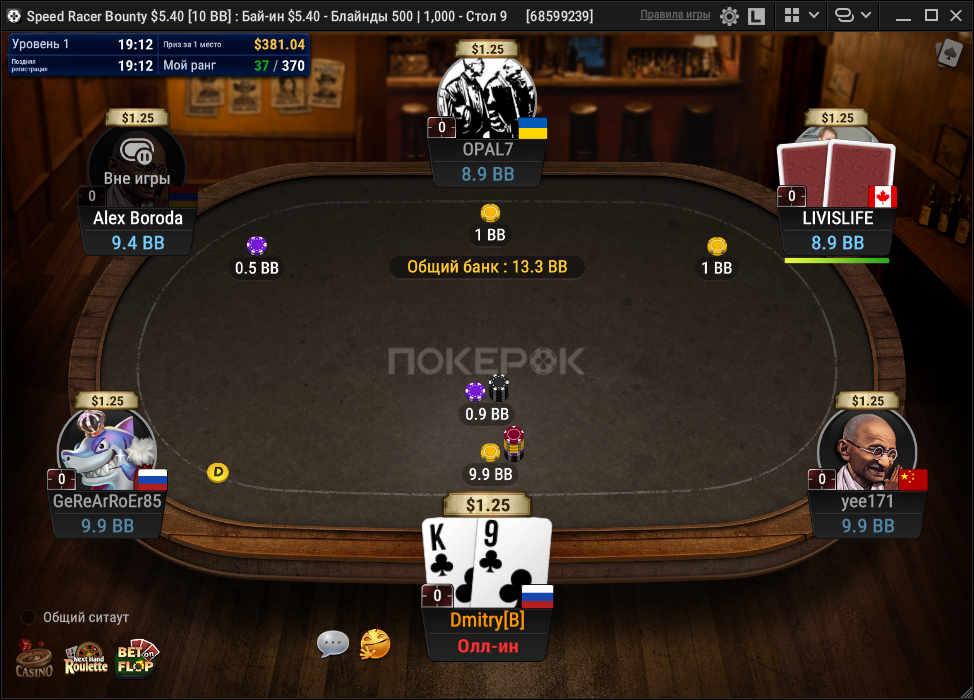 Speed Racer Bounty $5.40 [10 BB] : Бай-ин $5.40 - Блайнды 500 | 1,000 - Стол 9 [68599239]
Правила игры
L
Уровень 1 19:12 Приз за 1 место $381.04
Поздняя регистрация 19:12 Мой ранг 37 / 370
$1.25
0
OPAL7
8.9 BB
$1.25
Вне игры
0
Alex Boroda
9.4 BB
$1.25
0
LIVISLIFE
8.9 BB
1 BB
0.5 BB
Общий банк : 13.3 BB
1 BB
ПОКЕРОК
0.9 BB
9.9 BB
$1.25
0
GeReArRoEr85
9.9 BB
D
$1.25
0
yee171
9.9 BB
$1.25
K 9
0
Dmitry[B]
Олл-ин
Общий ситаут
CASINO
Next Hand
Roulette
BET on
FLOP